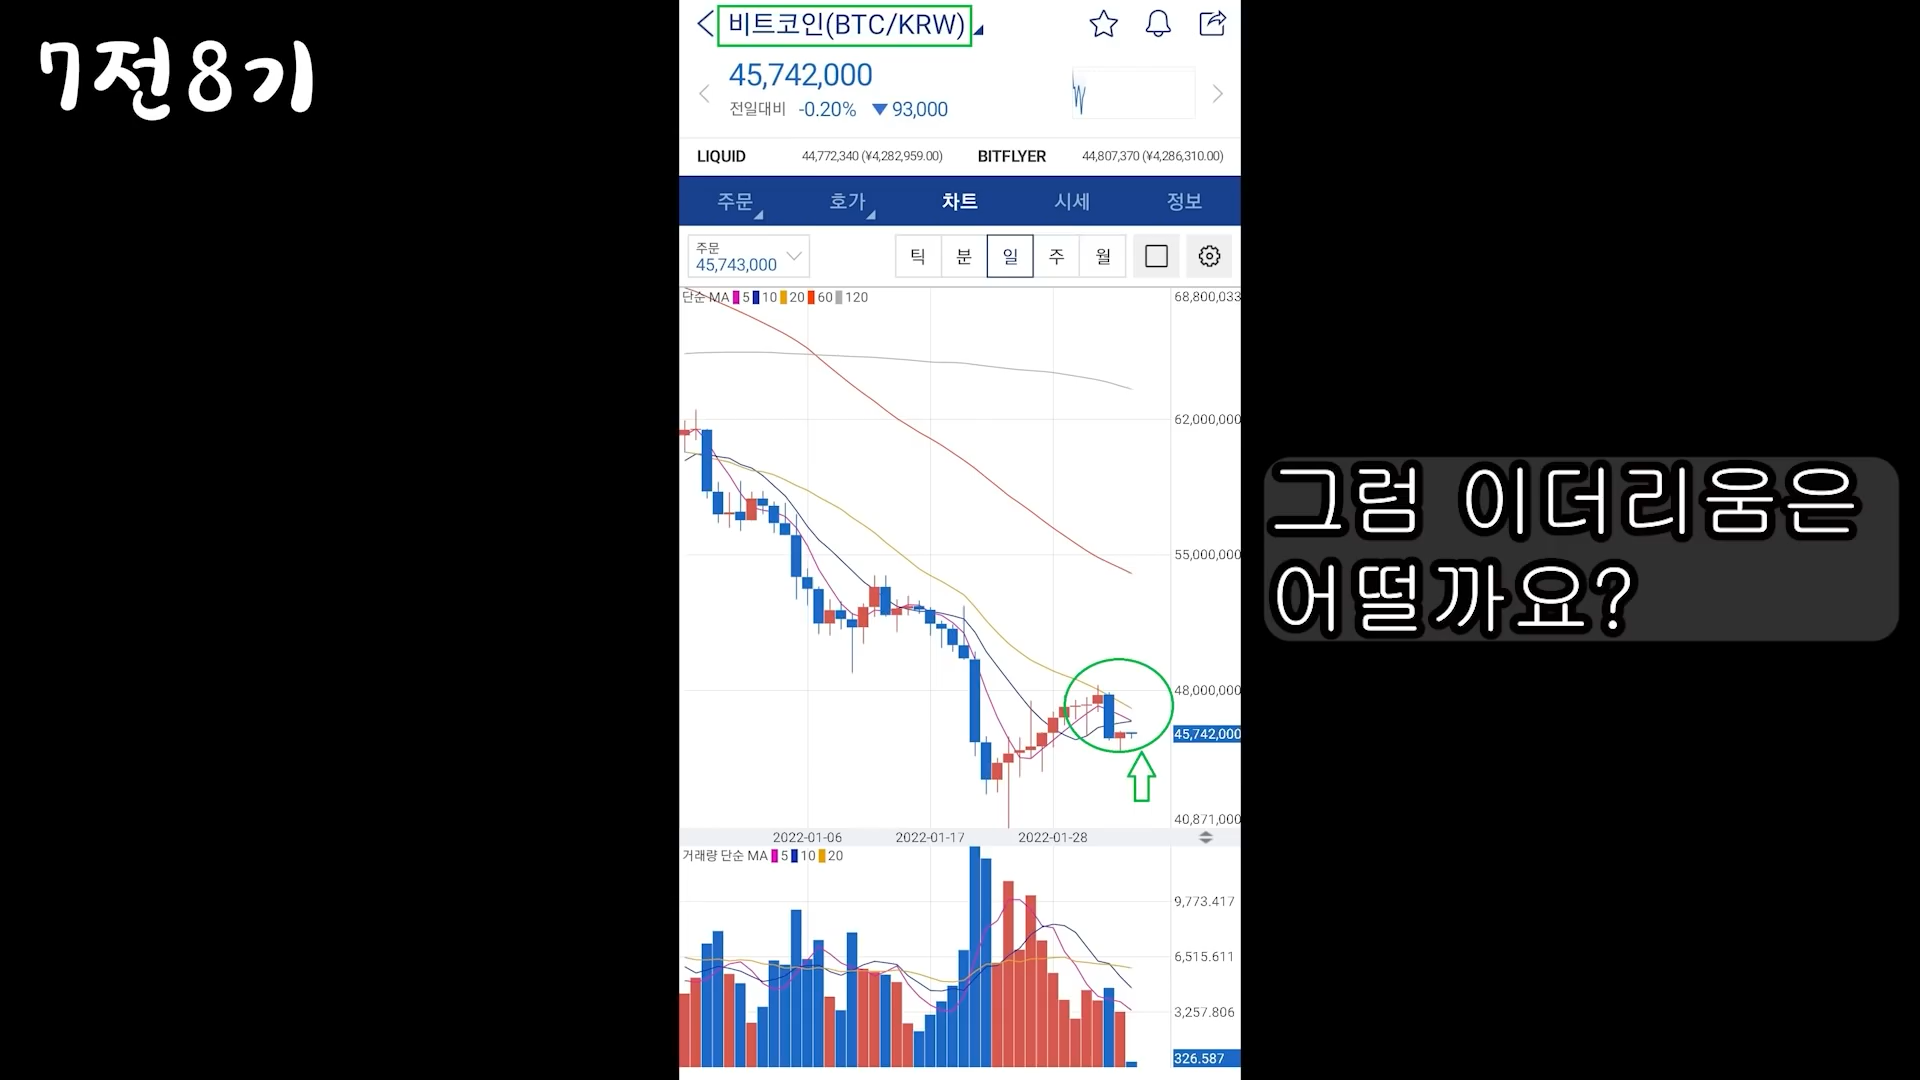 7전8기
비트코인(BTC/KRW)
45,742,000
전일대비 -0.20% ▼93,000
LIQUID 44,772,340 (¥4,282,959.00) BITFLYER 44,807,370 (¥4,286,310.00)
주문 호가 차트 시세 정보
주문
45,743,000
틱 분 일 주 월
단순 MA 5 10 20 60 120
68,800,033
62,000,000
55,000,000
48,000,000
45,742,000
40,871,000
그럼 이더리움은
어떨까요?
2022-01-06 2022-01-17 2022-01-28
거래량 단순 MA 5 10 20
9,773.417
6,515.611
3,257.806
326.587